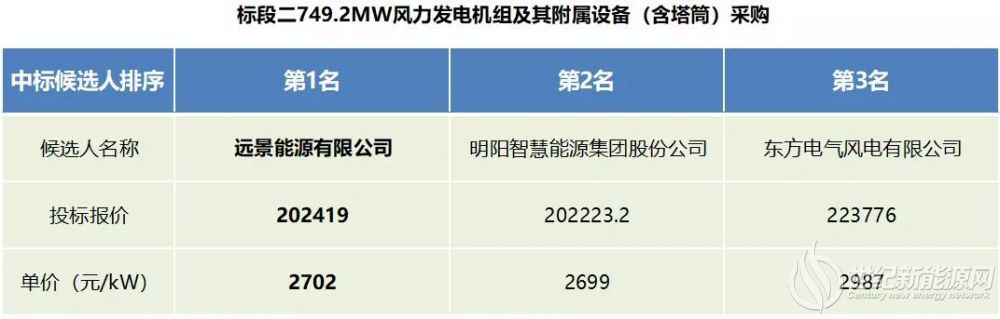 标段二749.2MW风力发电机组及其附属设备（含塔筒）采购
中标候选人排序 第1名 第2名 第3名
候选人名称 远景能源有限公司 明阳智慧能源集团股份公司 东方电气风电有限公司
投标报价 202419 202223.2 223776
单价（元/kW） 2702 2699 2987
世纪新能源网
Century new energy network